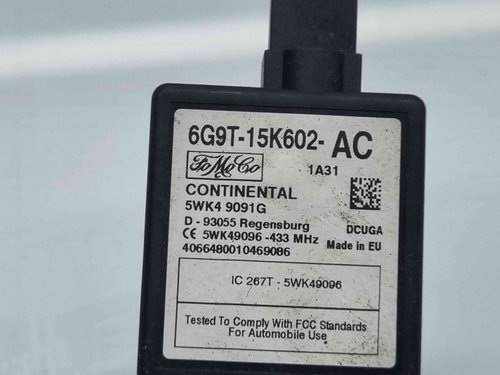 6G9T-15K602- AC
FoMoCo 1A31
CONTINENTAL
5WK4 9091G
D - 93055 Regensburg DCUGA
CE 5WK49096 -433 MHz Made in EU
4066480010469086
IC 267T - 5WK49096
Tested To Comply With FCC Standards
For Automobile Use